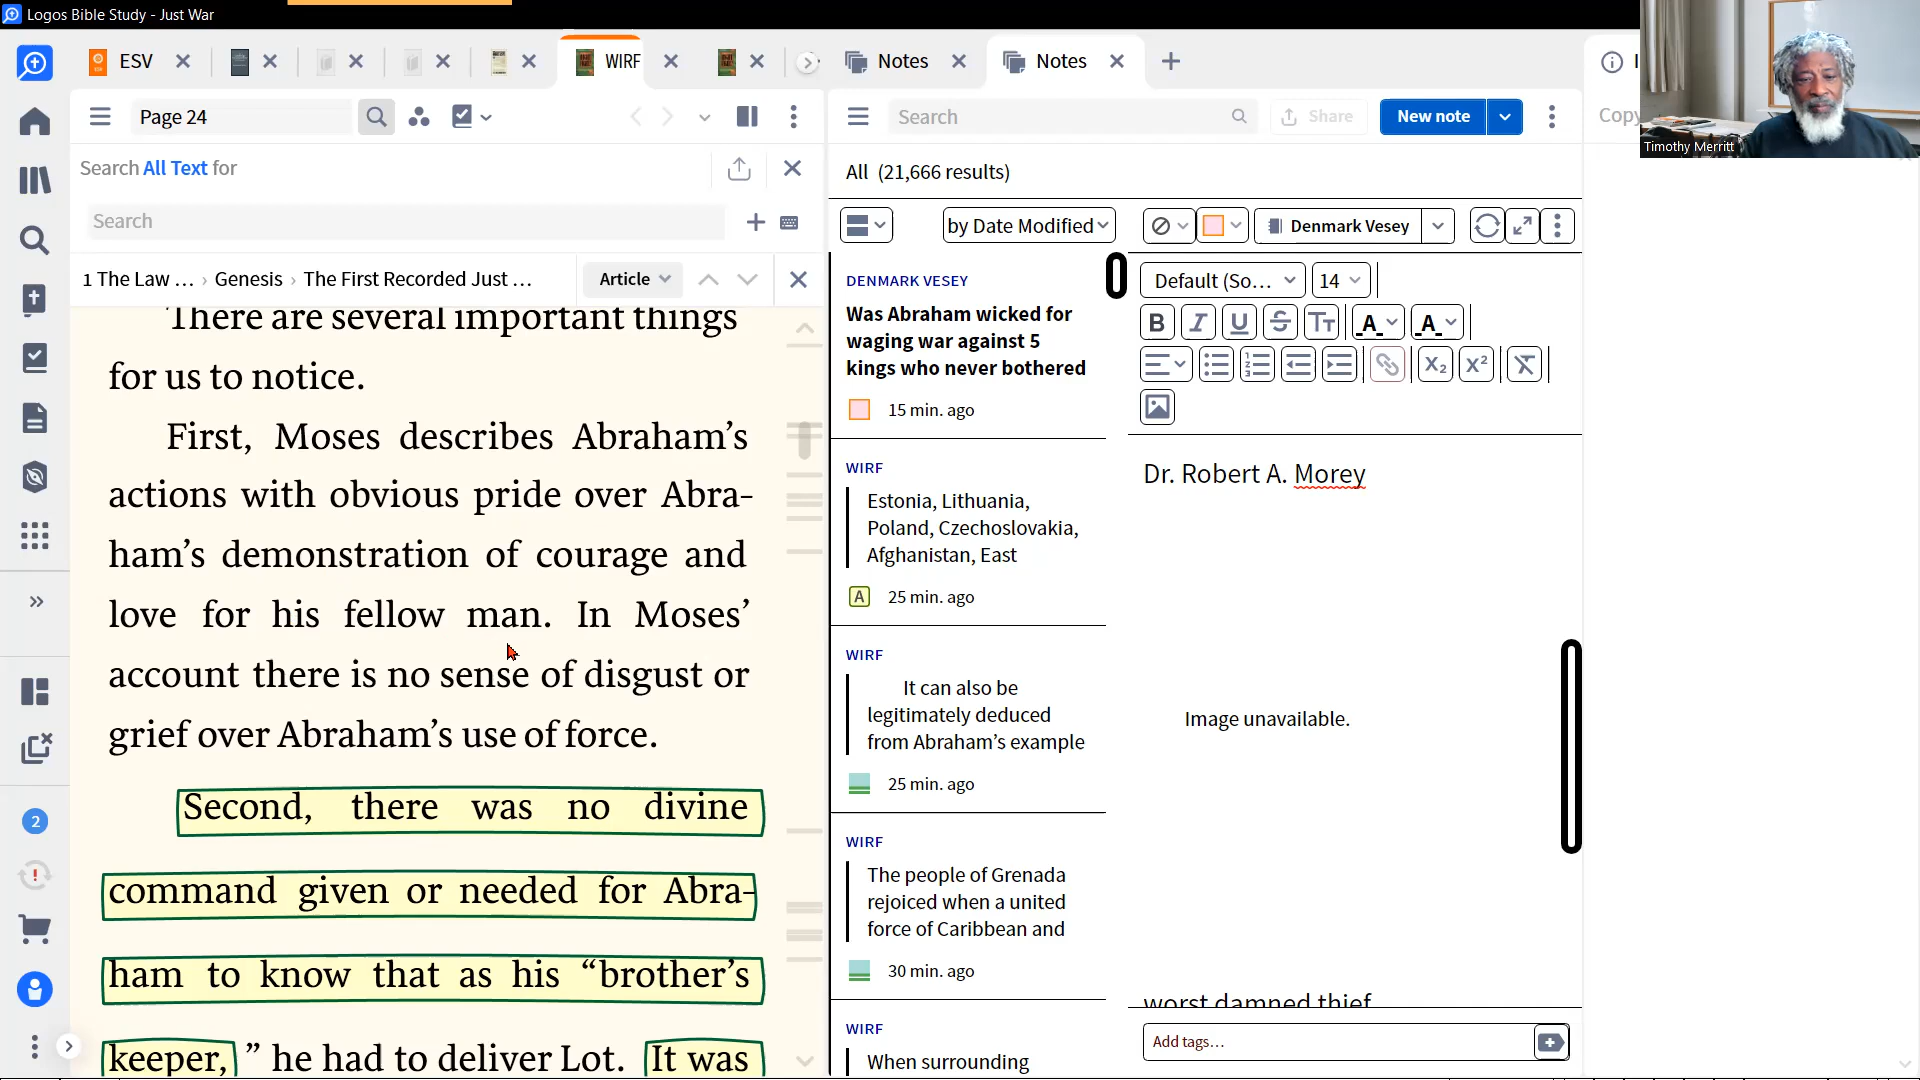 Logos Bible Study - Just War
ESV
WIRF
Notes
Notes
Page 24
Search
Share
New note
Copy
Timothy Merritt
Search All Text for
Search
All (21,666 results)
by Date Modified
Denmark Vesey
1 The Law ... › Genesis › The First Recorded Just ...
Article
There are several important things
for us to notice.
First, Moses describes Abraham's
actions with obvious pride over Abra-
ham's demonstration of courage and
love for his fellow man. In Moses'
account there is no sense of disgust or
grief over Abraham's use of force.
Second, there was no divine
command given or needed for Abra-
ham to know that as his “brother's
keeper,” he had to deliver Lot. It was
DENMARK VESEY
Was Abraham wicked for
waging war against 5
kings who never bothered
15 min. ago
WIRF
Estonia, Lithuania,
Poland, Czechoslovakia,
Afghanistan, East
A
25 min. ago
WIRF
It can also be
legitimately deduced
from Abraham's example
25 min. ago
WIRF
The people of Grenada
rejoiced when a united
force of Caribbean and
30 min. ago
WIRF
When surrounding
Default (So...
14
B I U S TT A A
X2 X²
Dr. Robert A. Morey
Image unavailable.
worst damned thief
Add tags...
2